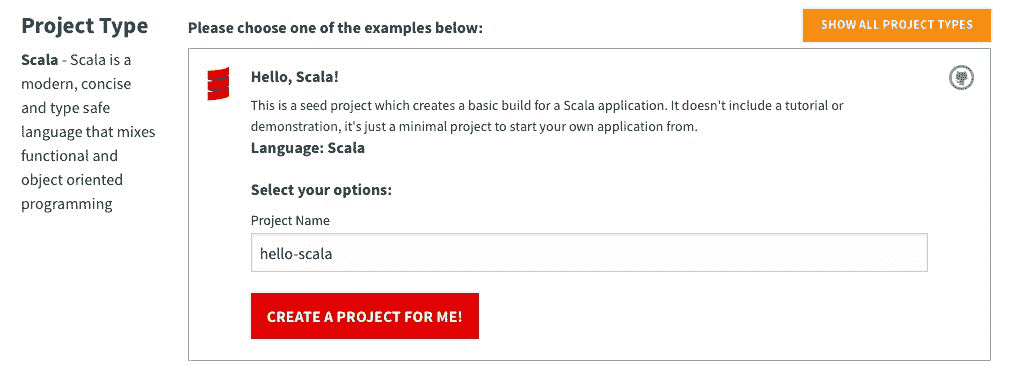 Project Type
Scala - Scala is a
modern, concise
and type safe
language that mixes
functional and
object oriented
programming
Please choose one of the examples below:
SHOW ALL PROJECT TYPES
Hello, Scala!
This is a seed project which creates a basic build for a Scala application. It doesn't include a tutorial or
demonstration, it's just a minimal project to start your own application from.
Language: Scala
Select your options:
Project Name
hello-scala
CREATE A PROJECT FOR ME!